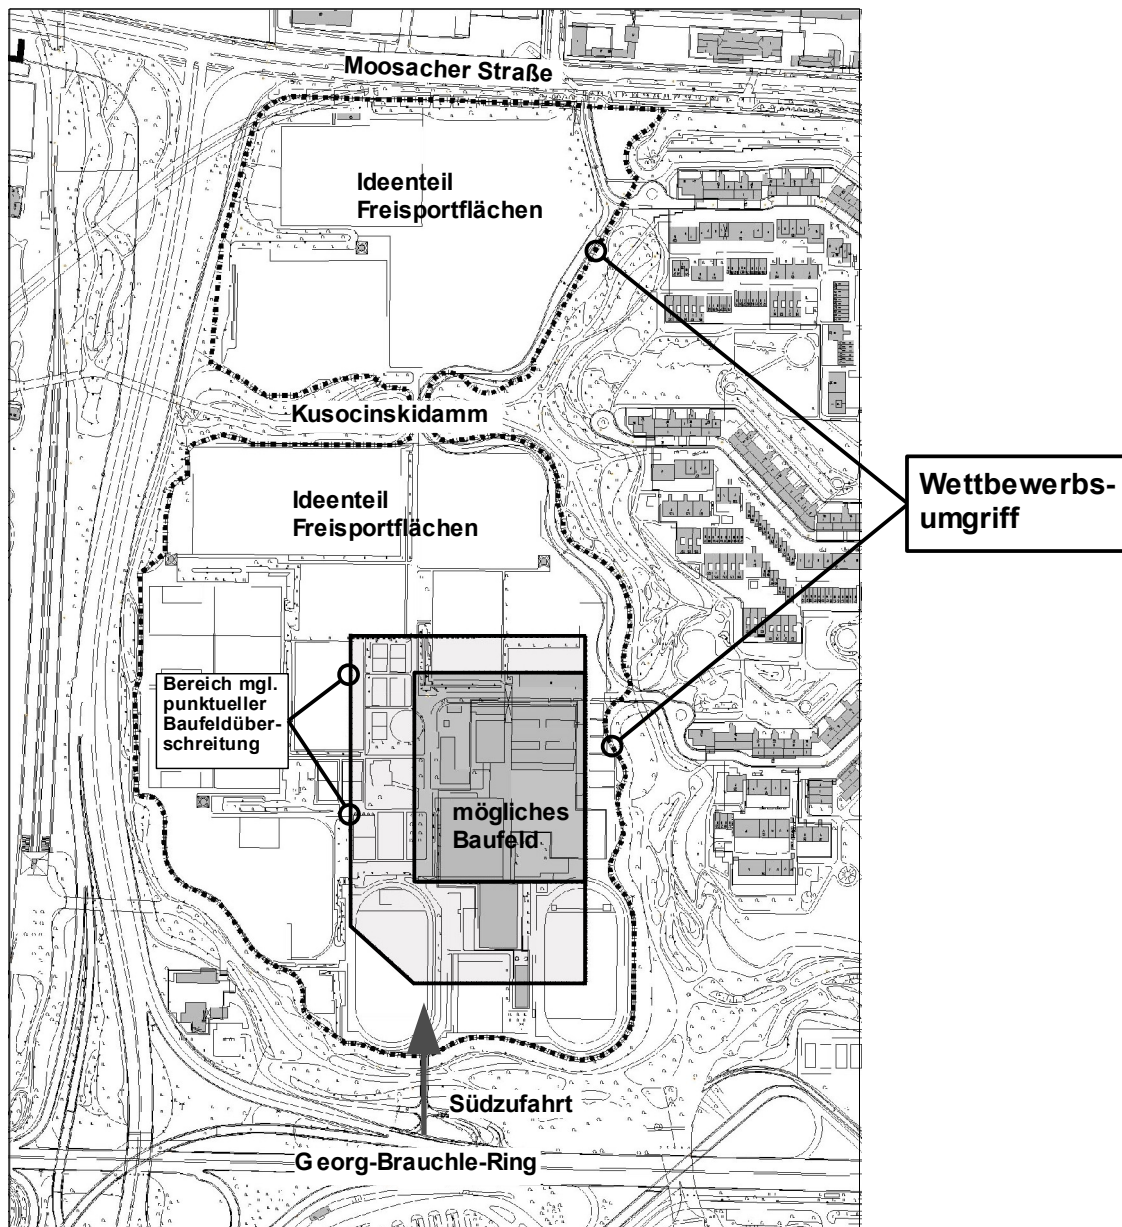 Moosacher Straße
Ideenteil
Freisportflächen
Kusocinskidamm
Ideenteil
Freisportflächen
Wettbewerbs-
umgriff
Bereich mgl.
punktueller
Baufeldüber-
schreitung
mögliches
Baufeld
Südzufahrt
Georg-Brauchle-Ring